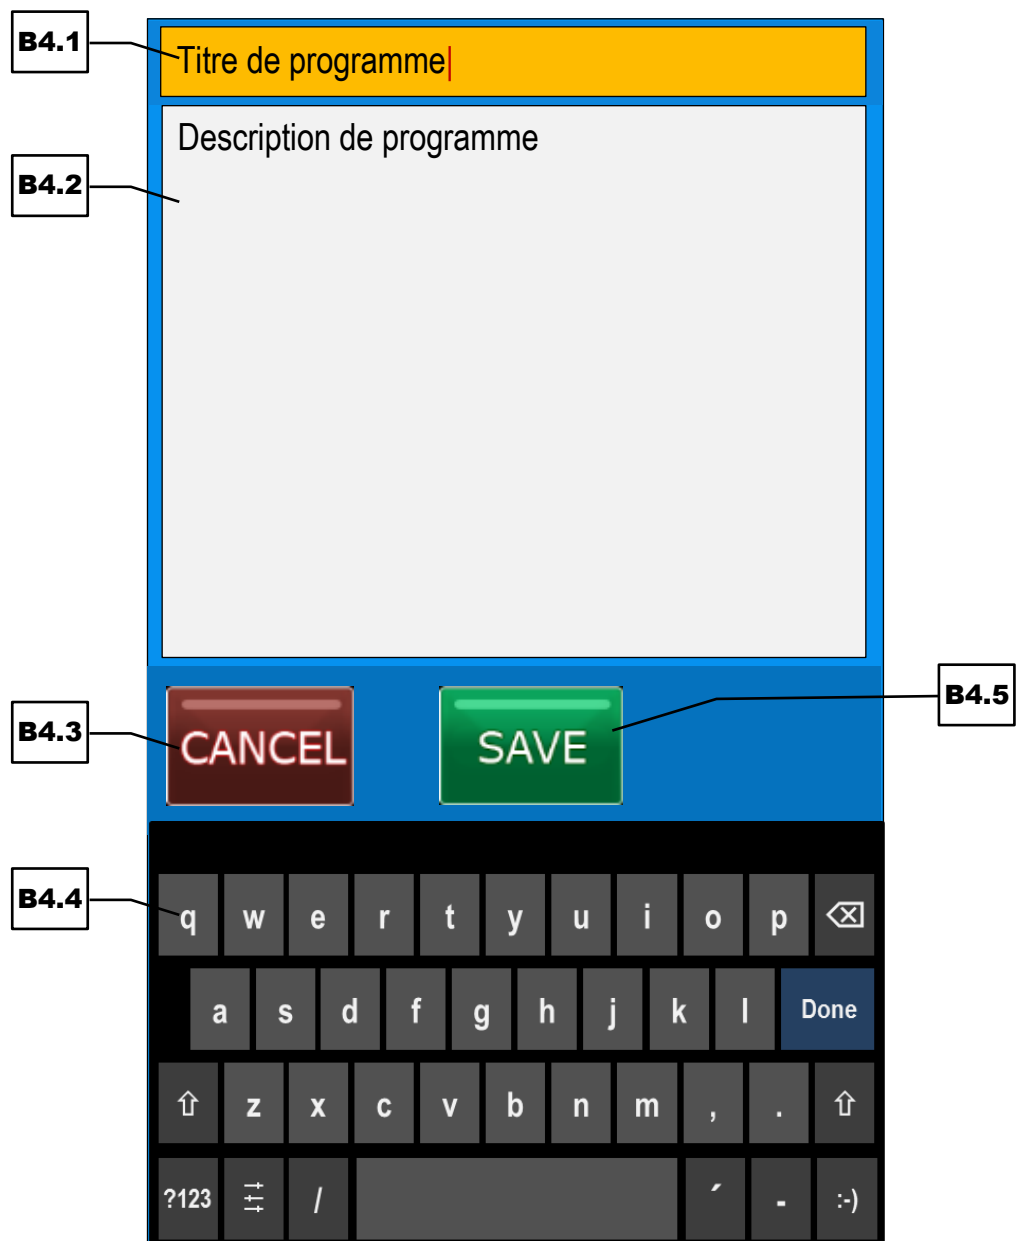 B4.1
Titre de programme
Description de programme
B4.2
B4.5
B4.3
CANCEL
SAVE
B4.4
q w e r t y u i o p
a s d f g h j k l Done
z x c v b n m , .
?123 / ´ - :-)